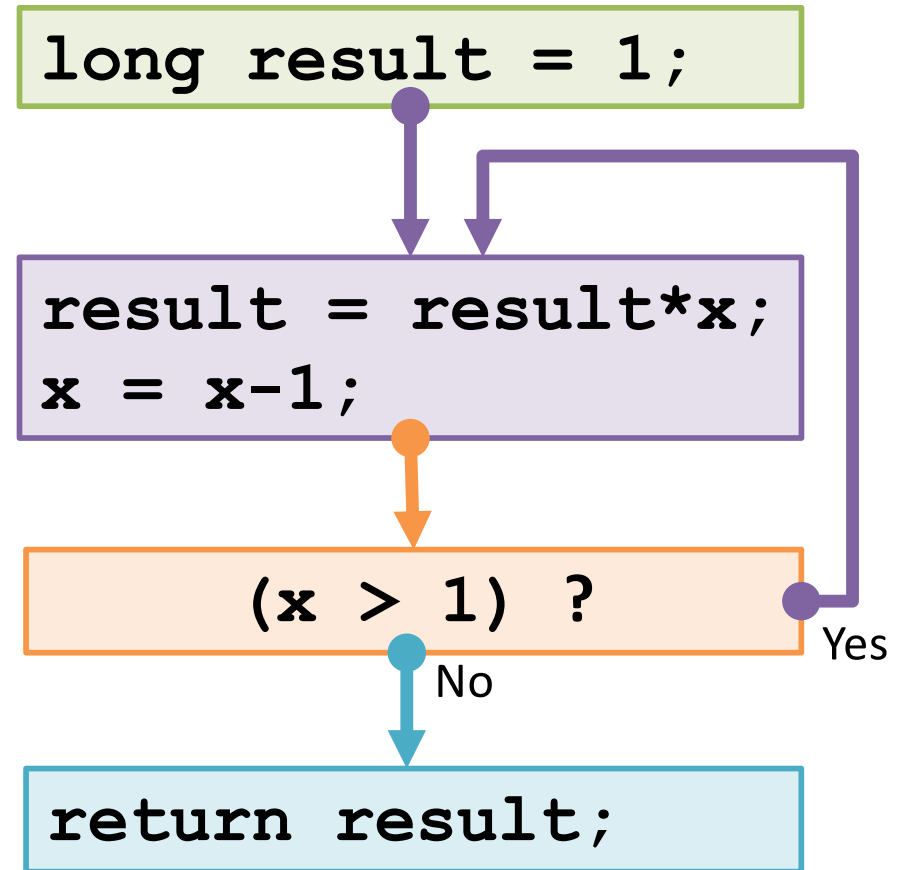 long result = 1;
result = result*x;
x = x-1;
(x > 1) ?
Yes
No
return result;